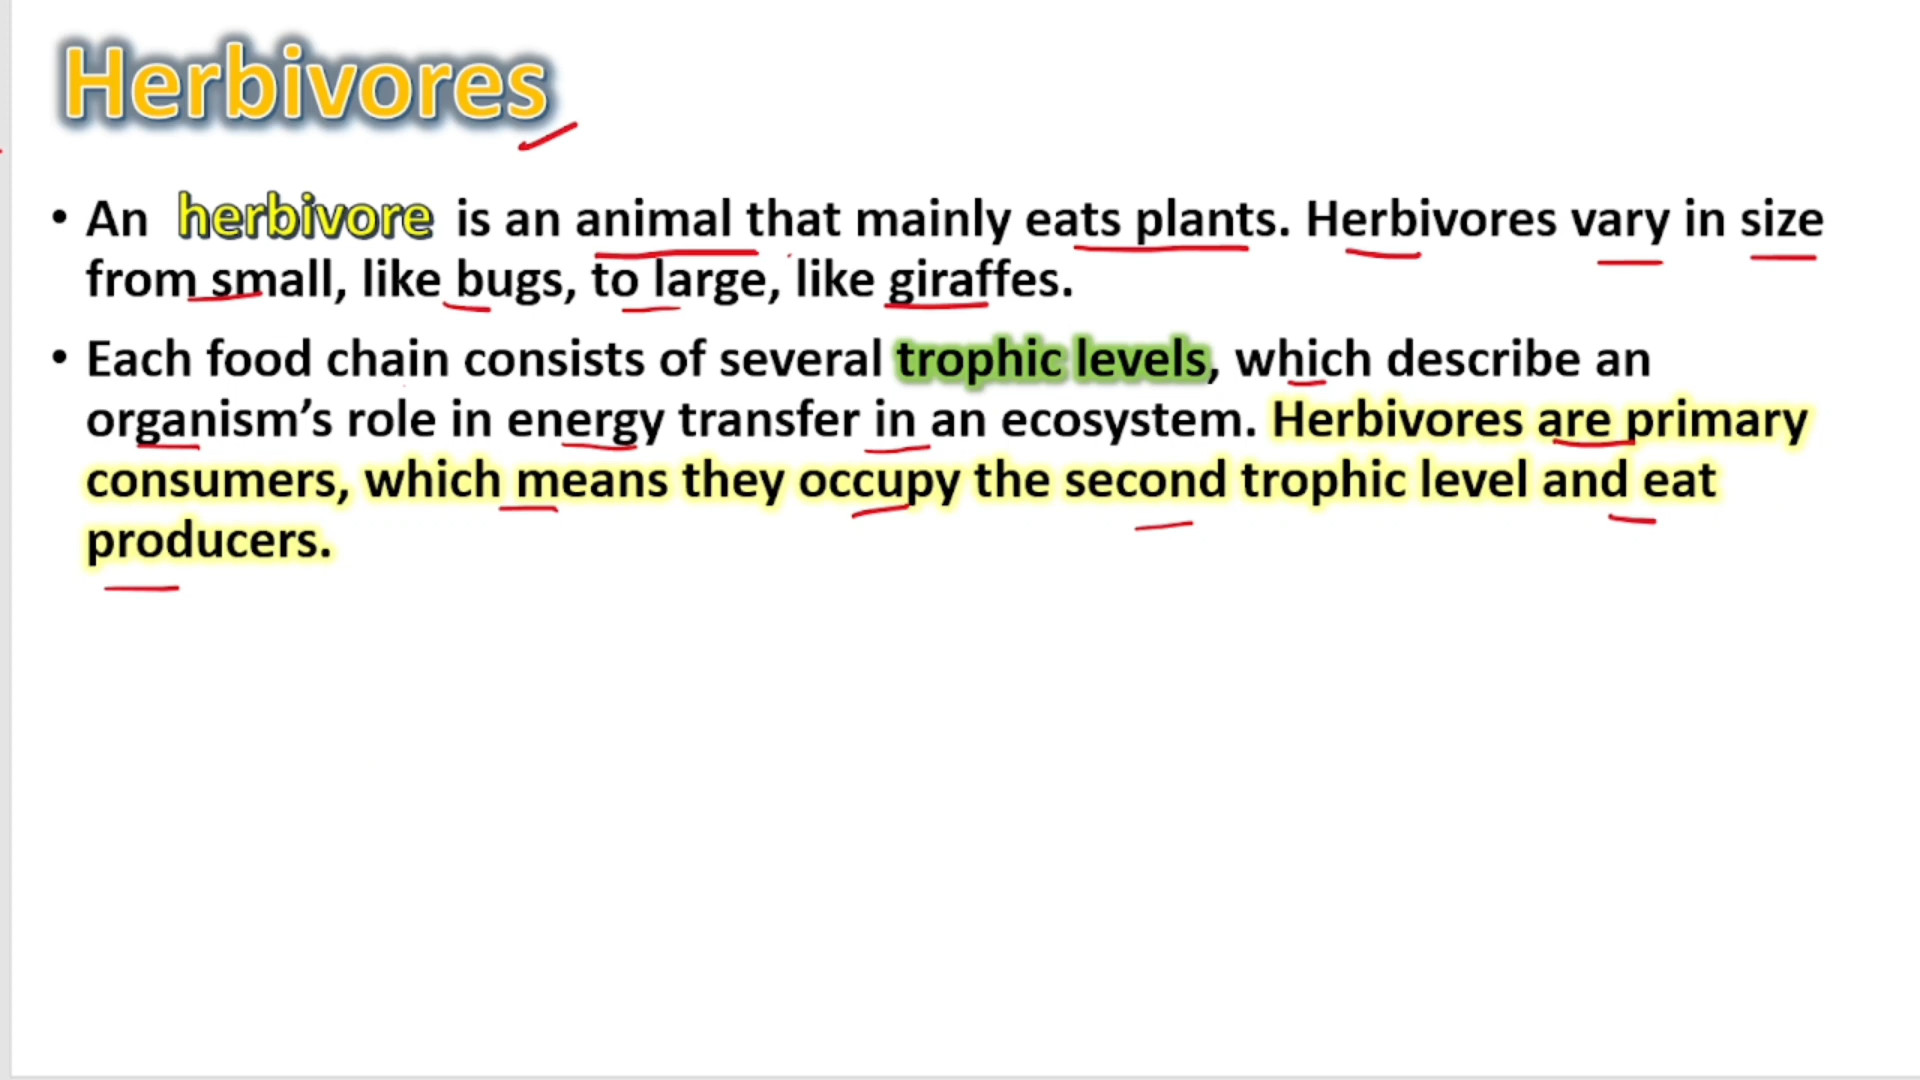 Herbivores
• An herbivore is an animal that mainly eats plants. Herbivores vary in size
from small, like bugs, to large, like giraffes.
• Each food chain consists of several trophic levels, which describe an
organism’s role in energy transfer in an ecosystem. Herbivores are primary
consumers, which means they occupy the second trophic level and eat
producers.